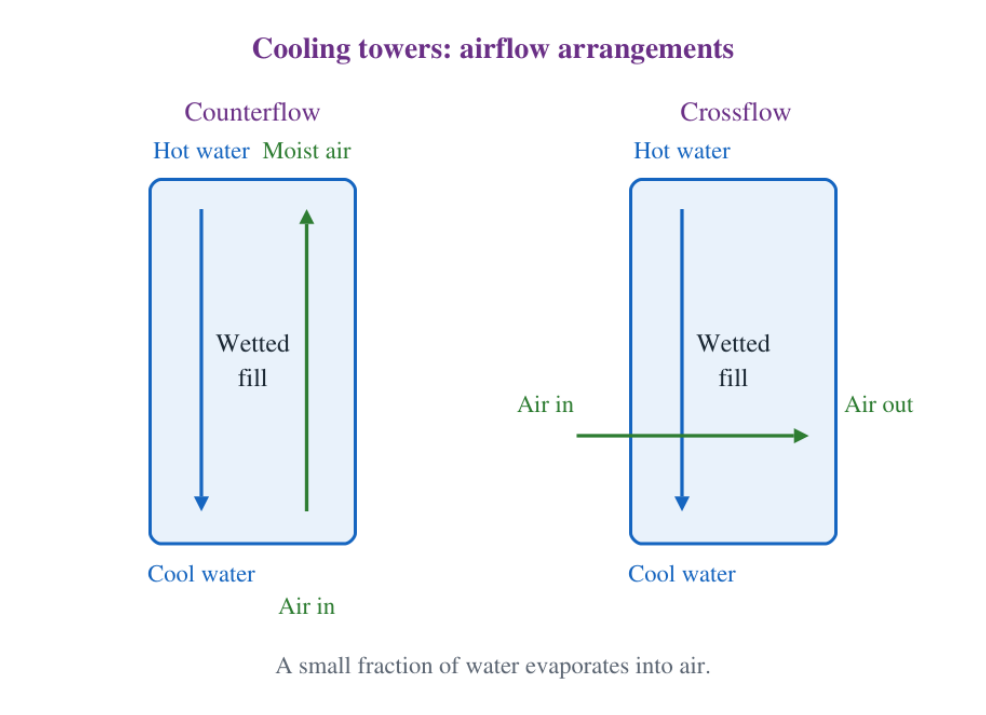 Cooling towers: airflow arrangements
Counterflow
Hot water Moist air
Wetted
fill
Cool water
Air in
Crossflow
Hot water
Wetted
fill
Air in
Air out
Cool water
A small fraction of water evaporates into air.